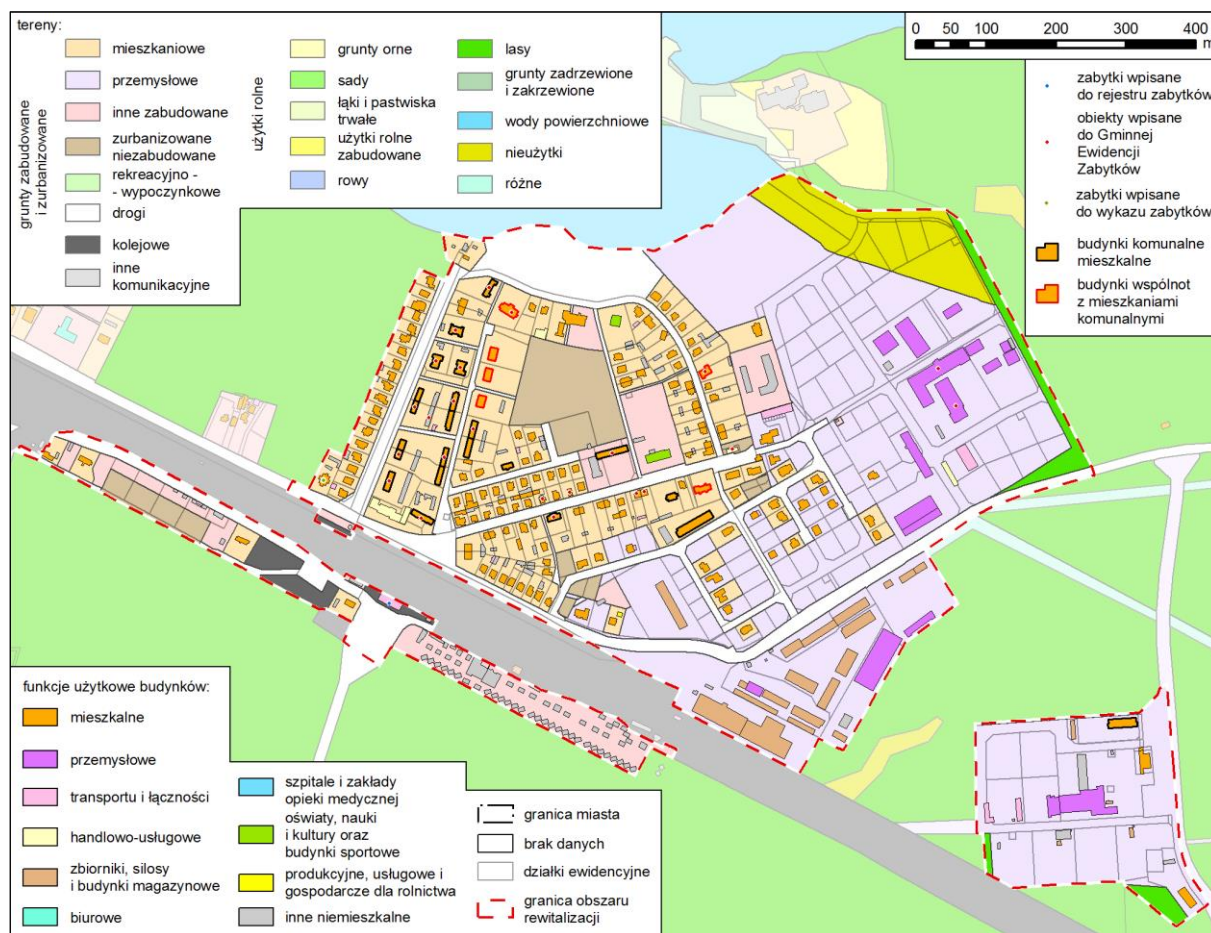 tereny:
grunty zabudowane
i zurbanizowane
mieszkaniowe
przemysłowe
inne zabudowane
zurbanizowane
niezabudowane
rekreacyjno -
- wypoczynkowe
drogi
kolejowe
inne
komunikacyjne
użytki rolne
grunty orne
sady
łąki i pastwiska
trwałe
użytki rolne
zabudowane
rowy
lasy
grunty zadrzewione
i zakrzewione
wody powierzchniowe
nieużytki
różne
0 50 100 200 300 400
m
zabytki wpisane
do rejestru zabytków
obiekty wpisane
do Gminnej
Ewidencji
Zabytków
zabytki wpisane
do wykazu zabytków
budynki komunalne
mieszkalne
budynki wspólnot
z mieszkaniami
komunalnymi
funkcje użytkowe budynków:
mieszkalne
przemysłowe
transportu i łączności
handlowo-usługowe
zbiorniki, silosy
i budynki magazynowe
biurowe
szpitale i zakłady
opieki medycznej
oświaty, nauki
i kultury oraz
budynki sportowe
produkcyjne, usługowe i
gospodarcze dla rolnictwa
inne niemieszkalne
granica miasta
brak danych
działki ewidencyjne
granica obszaru
rewitalizacji